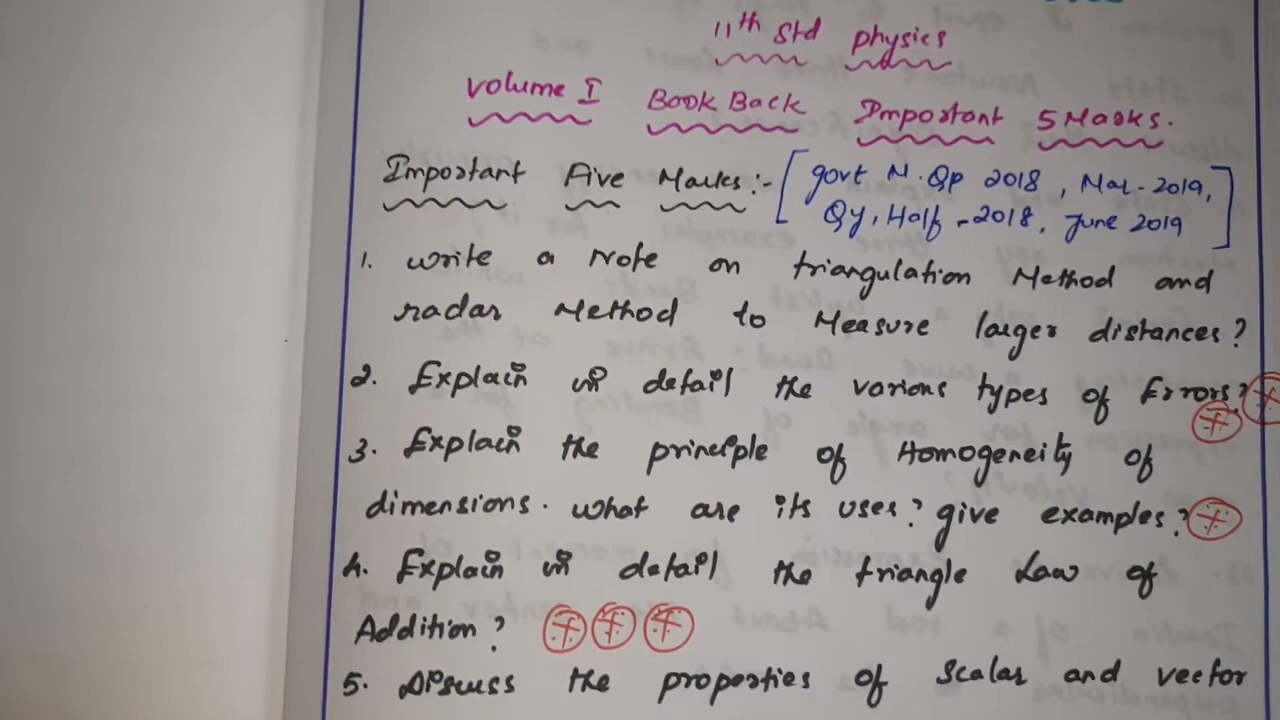 11th Std physics
Volume I Book Back Important 5 Marks.
Important Five Marks:- [govt M. Qp 2018, Mar-2019,
Qy, Half-2018, June 2019]
1. write a note on triangulation Method and
radar Method to Measure larger distances?
2. Explain in detail the various types of Errors?
3. Explain the principle of Homogeneity of
dimensions. what are its uses? give examples?
4. Explain in detail the triangle Law of
Addition?
5. Discuss the properties of scalar and vector